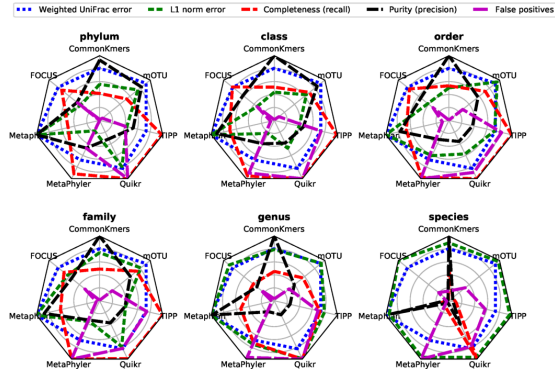 Weighted UniFrac error L1 norm error Completeness (recall) Purity (precision) False positives
phylum class order
CommonKmers CommonKmers CommonKmers
FOCUS mOTU FOCUS mOTU FOCUS mOTU
Metaphlan TIPP Metaphlan TIPP Metaphlan TIPP
MetaPhyler Quikr MetaPhyler Quikr MetaPhyler Quikr
family genus species
CommonKmers CommonKmers CommonKmers
FOCUS mOTU FOCUS mOTU FOCUS mOTU
Metaphlan TIPP Metaphlan TIPP Metaphlan TIPP
MetaPhyler Quikr MetaPhyler Quikr MetaPhyler Quikr